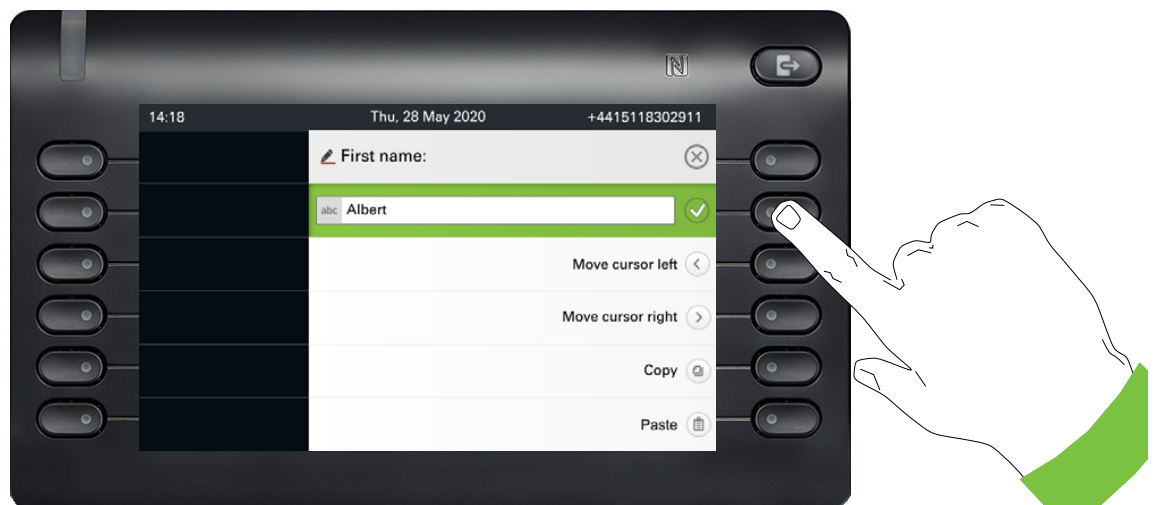 14:18 Thu, 28 May 2020 +4415118302911
First name:
abc Albert
Move cursor left
Move cursor right
Copy
Paste